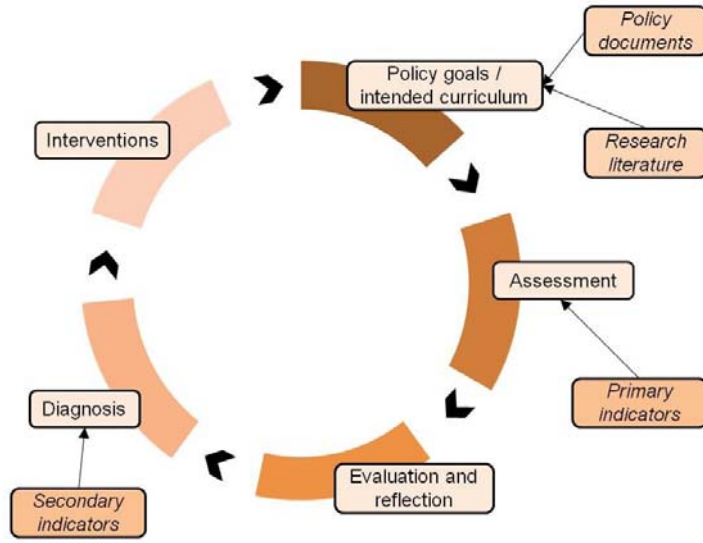 Policy
documents
Policy goals /
intended curriculum
Research
literature
Interventions
Assessment
Primary
indicators
Diagnosis
Evaluation and
reflection
Secondary
indicators